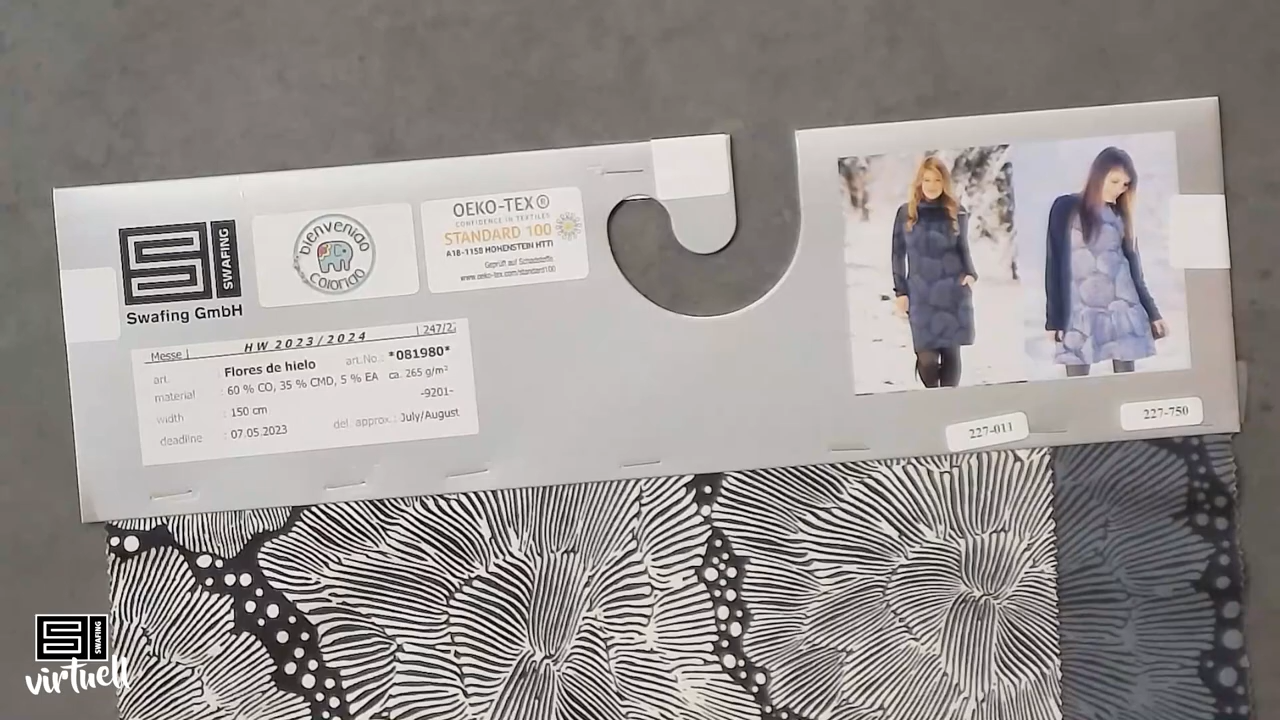 SWAFING
Swafing GmbH
bienvenido
colorido
OEKO-TEX®
CONFIDENCE IN TEXTILES
STANDARD 100
A18-1158 HOHENSTEIN HTTI
Geprüft auf Schadstoffe
www.oeko-tex.com/standard100
Messe | HW 2023/2024 | 247/2
art. : Flores de hielo art.No.: *081980*
material : 60 % CO, 35 % CMD, 5 % EA ca. 265 g/m²
-9201-
width : 150 cm
deadline : 07.05.2023 del. approx.: July/August
227-011
227-750
SWAFING
virtuell